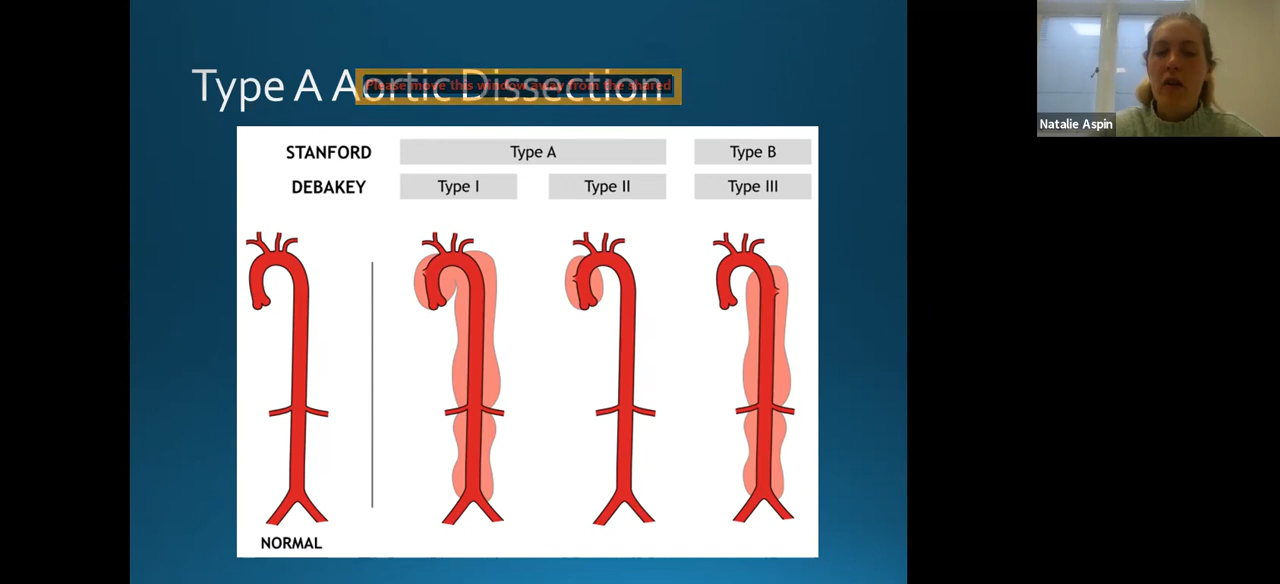 Type A Aortic Dissection
Please move this window away from the shared
STANFORD Type A Type B
DEBAKEY Type I Type II Type III
NORMAL
Natalie Aspin